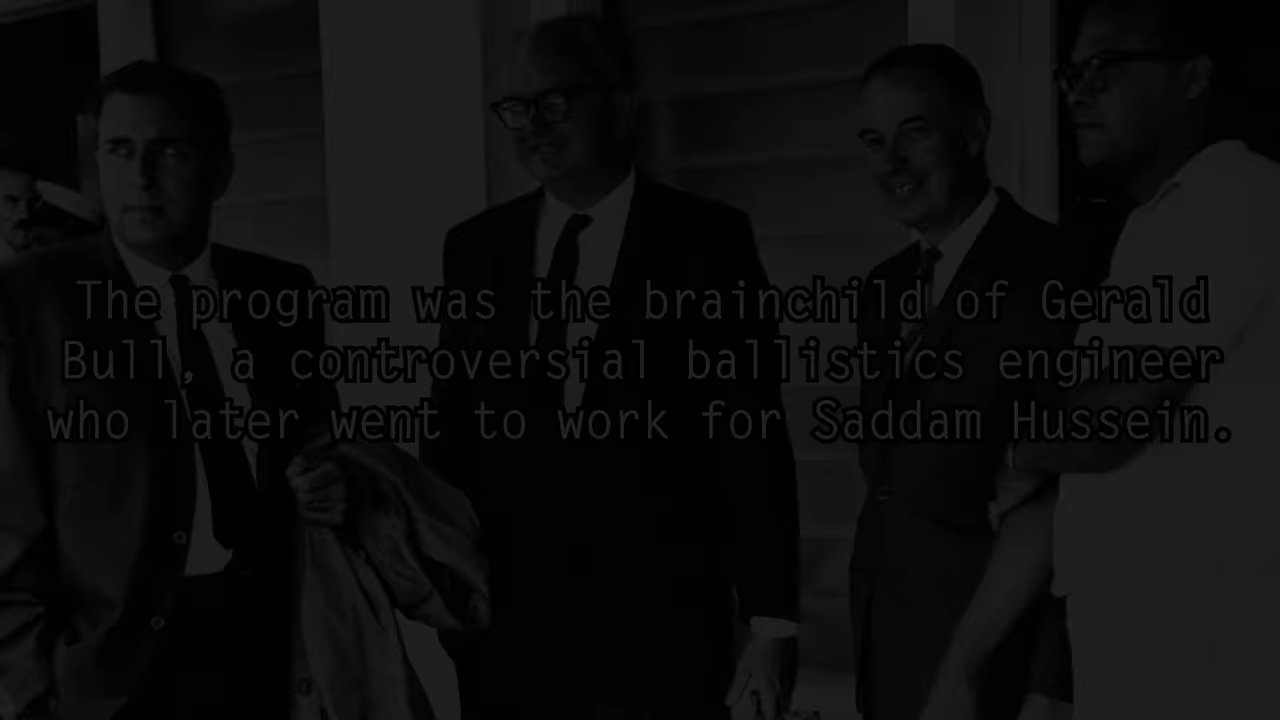 The program was the brainchild of Gerald
Bull, a controversial ballistics engineer
who later went to work for Saddam Hussein.